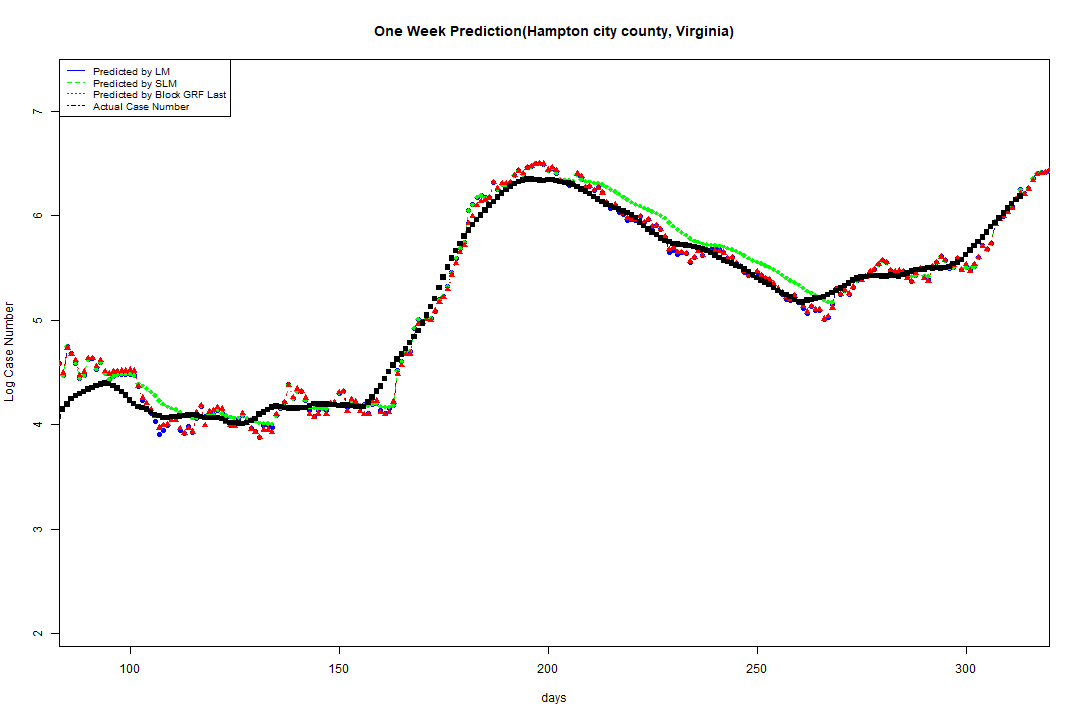 One Week Prediction(Hampton city county, Virginia)
Predicted by LM
Predicted by SLM
Predicted by Block GRF Last
Actual Case Number
Log Case Number
7
6
5
4
3
2
100 150 200 250 300
days